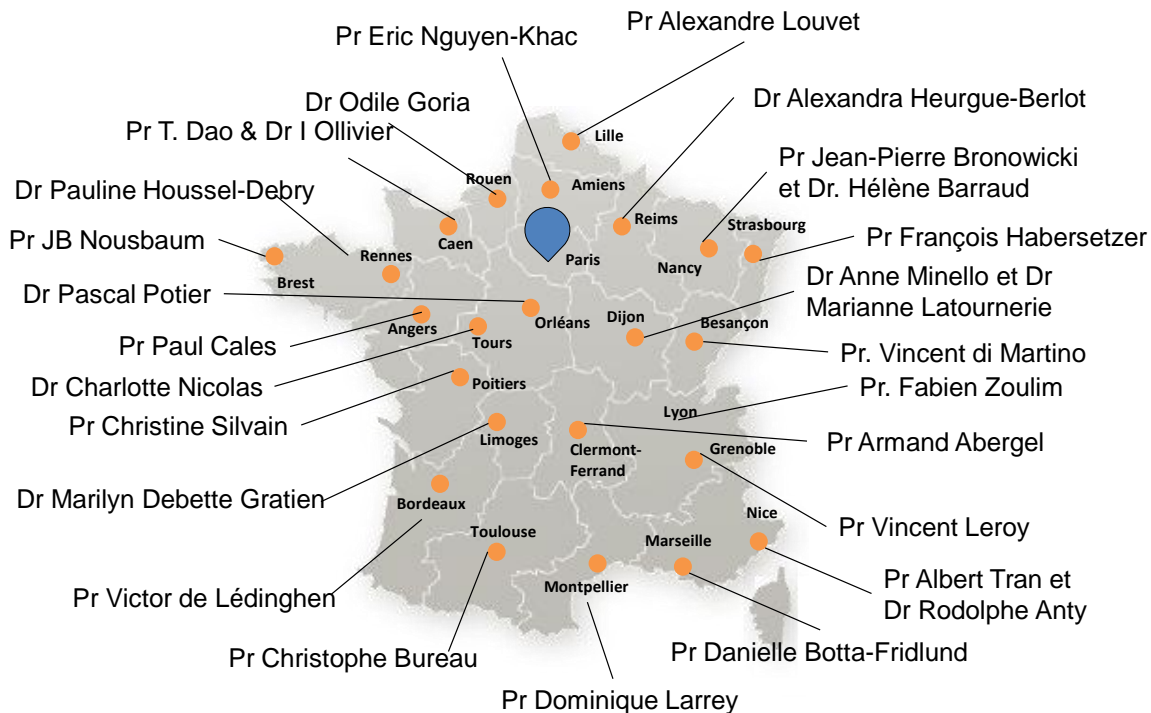 Pr Alexandre Louvet
Pr Eric Nguyen-Khac
Dr Odile Goria
Dr Alexandra Heurgue-Berlot
Pr T. Dao & Dr I Ollivier
Lille
Pr Jean-Pierre Bronowicki
et Dr. Hélène Barraud
Dr Pauline Houssel-Debry
Rouen
Amiens
Reims
Strasbourg
Pr JB Nousbaum
Caen
Pr François Habersetzer
Rennes
Paris
Nancy
Brest
Dr Anne Minello et Dr
Marianne Latournerie
Dr Pascal Potier
Orléans
Dijon
Besançon
Angers
Tours
Pr Paul Cales
Pr. Vincent di Martino
Dr Charlotte Nicolas
Poitiers
Pr. Fabien Zoulim
Lyon
Pr Christine Silvain
Limoges
Clermont-
Ferrand
Grenoble
Pr Armand Abergel
Dr Marilyn Debette Gratien
Bordeaux
Nice
Toulouse
Marseille
Pr Vincent Leroy
Montpellier
Pr Albert Tran et
Dr Rodolphe Anty
Pr Victor de Lédinghen
Pr Christophe Bureau
Pr Danielle Botta-Fridlund
Pr Dominique Larrey